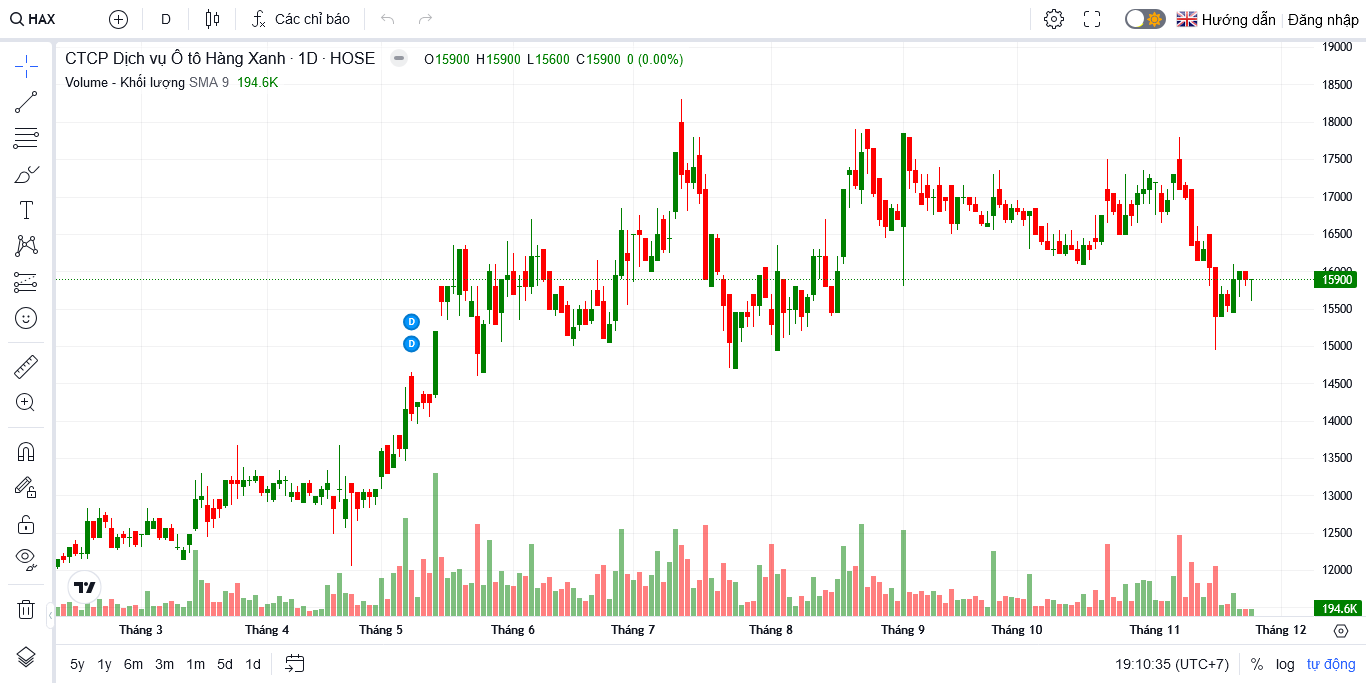 HAX D Các chỉ báo Hướng dẫn Đăng nhập
CTCP Dịch vụ Ô tô Hàng Xanh · 1D · HOSE O15900 H15900 L15600 C15900 0 (0.00%)
Volume - Khối lượng SMA 9 194.6K
19000
18500
18000
17500
17000
16500
16000
15900
15500
15000
14500
14000
13500
13000
12500
12000
194.6K
D
D
Tháng 3 Tháng 4 Tháng 5 Tháng 6 Tháng 7 Tháng 8 Tháng 9 Tháng 10 Tháng 11 Tháng 12
5y 1y 6m 3m 1m 5d 1d 19:10:35 (UTC+7) % log tự động